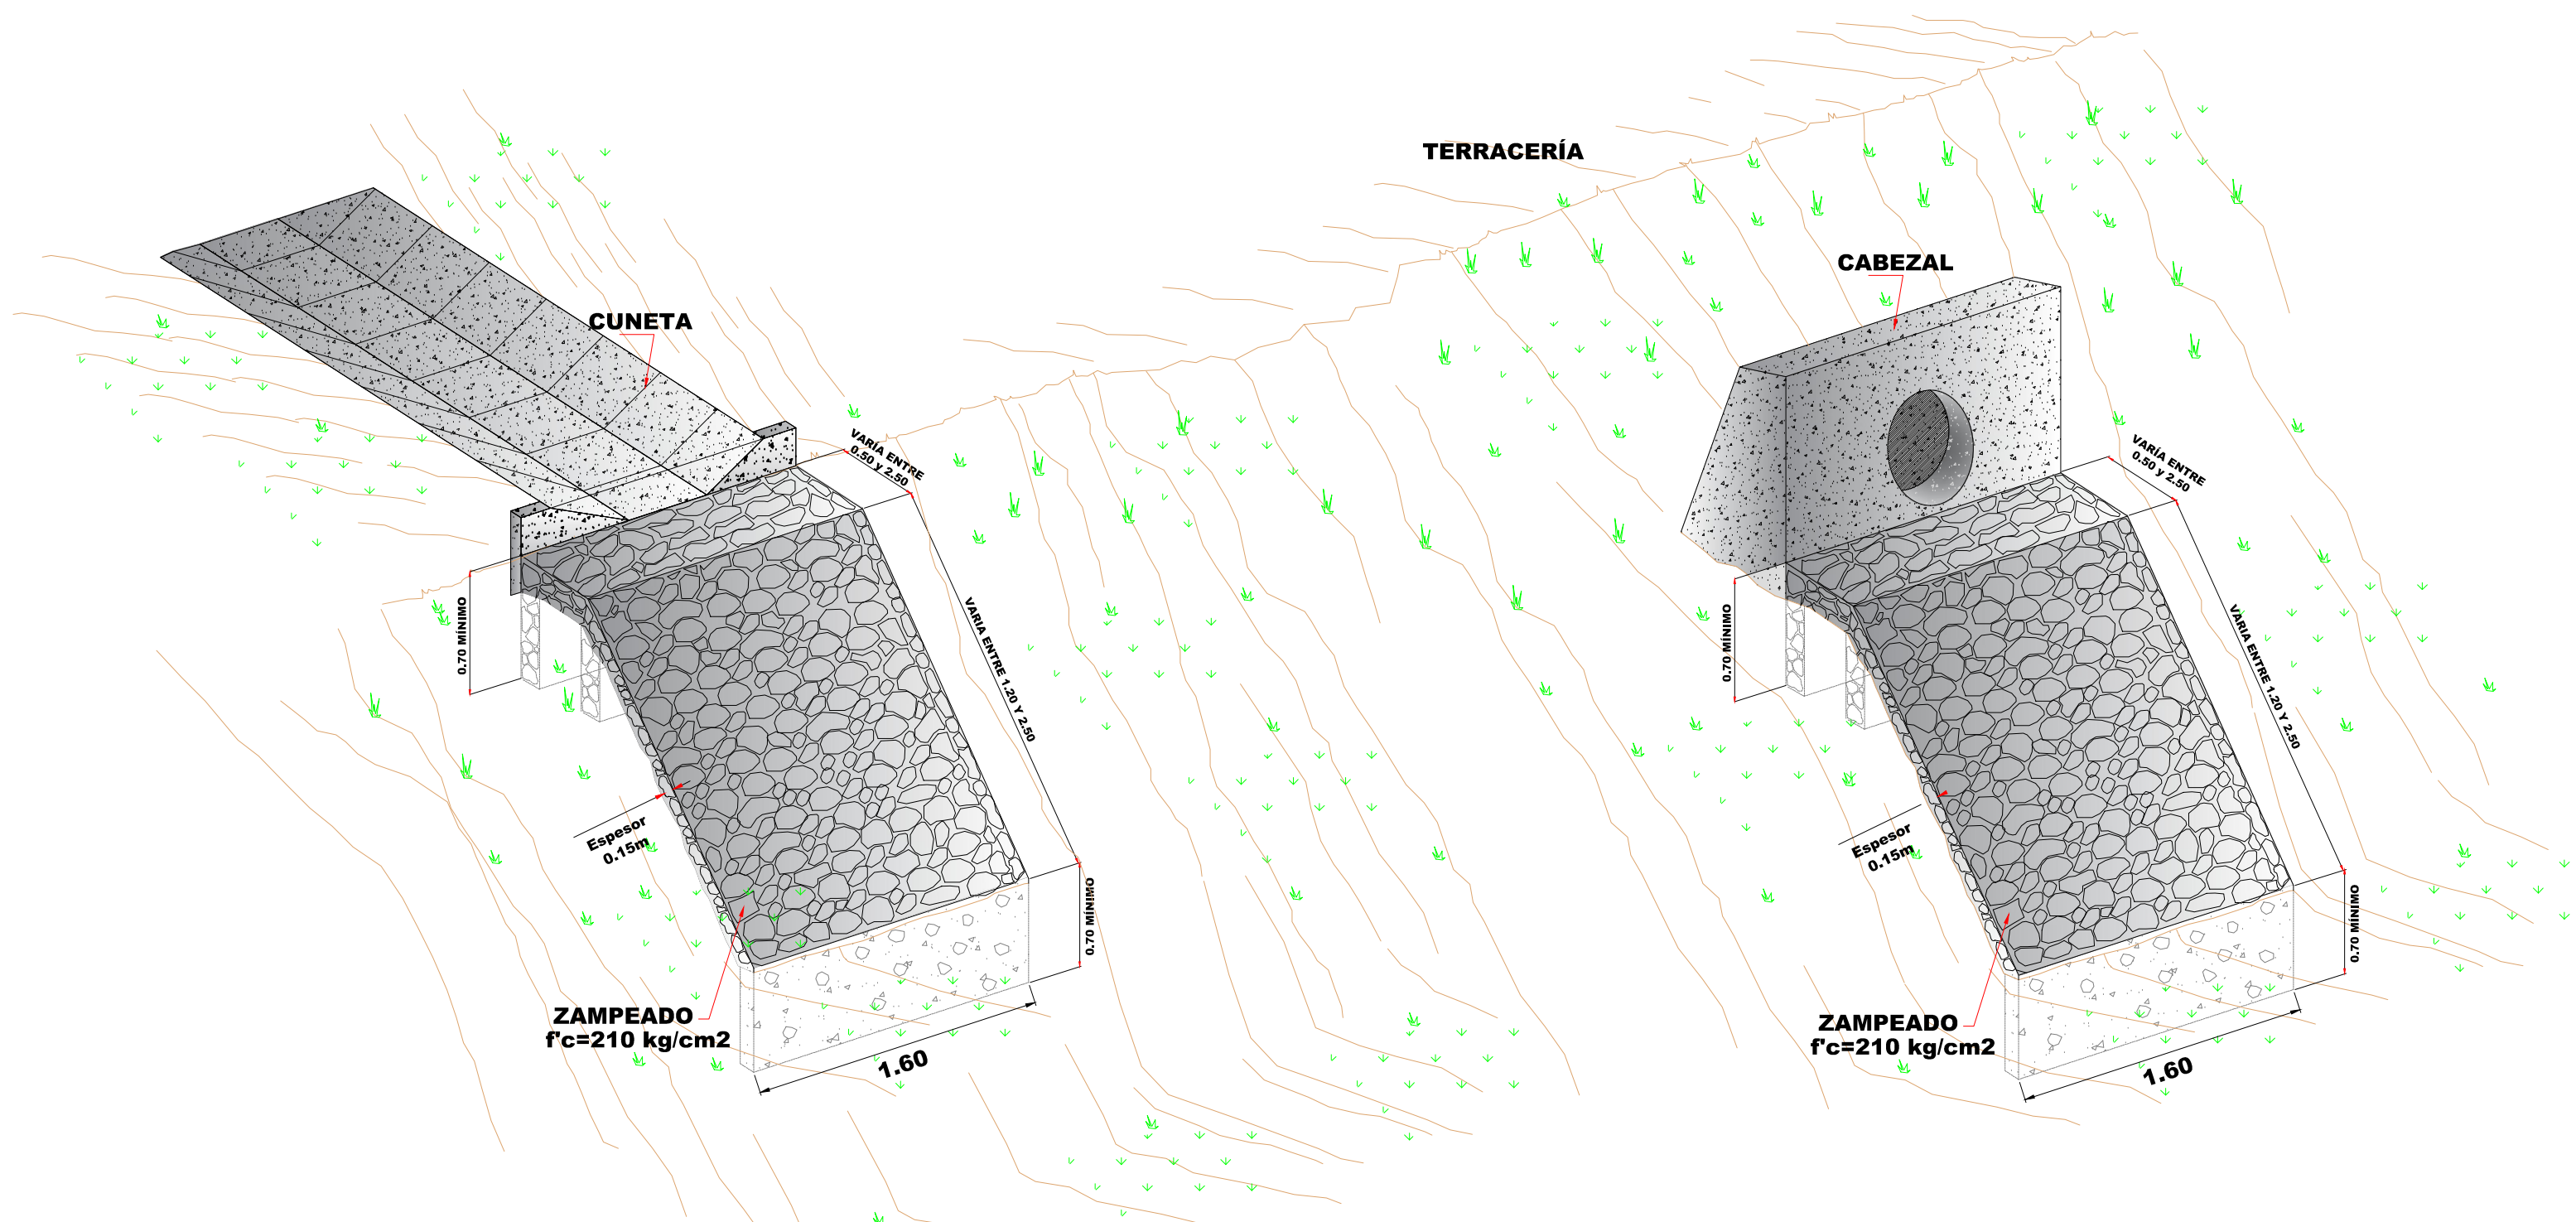 TERRACERÍA
CUNETA
VARÍA ENTRE
0.50 y 2.50
0.70 MÍNIMO
VARIA ENTRE 1.20 Y 2.50
Espesor
0.15m
0.70 MÍNIMO
ZAMPEADO
f'c=210 kg/cm2
1.60
CABEZAL
VARÍA ENTRE
0.50 y 2.50
0.70 MÍNIMO
VARIA ENTRE 1.20 Y 2.50
Espesor
0.15m
0.70 MÍNIMO
ZAMPEADO
f'c=210 kg/cm2
1.60